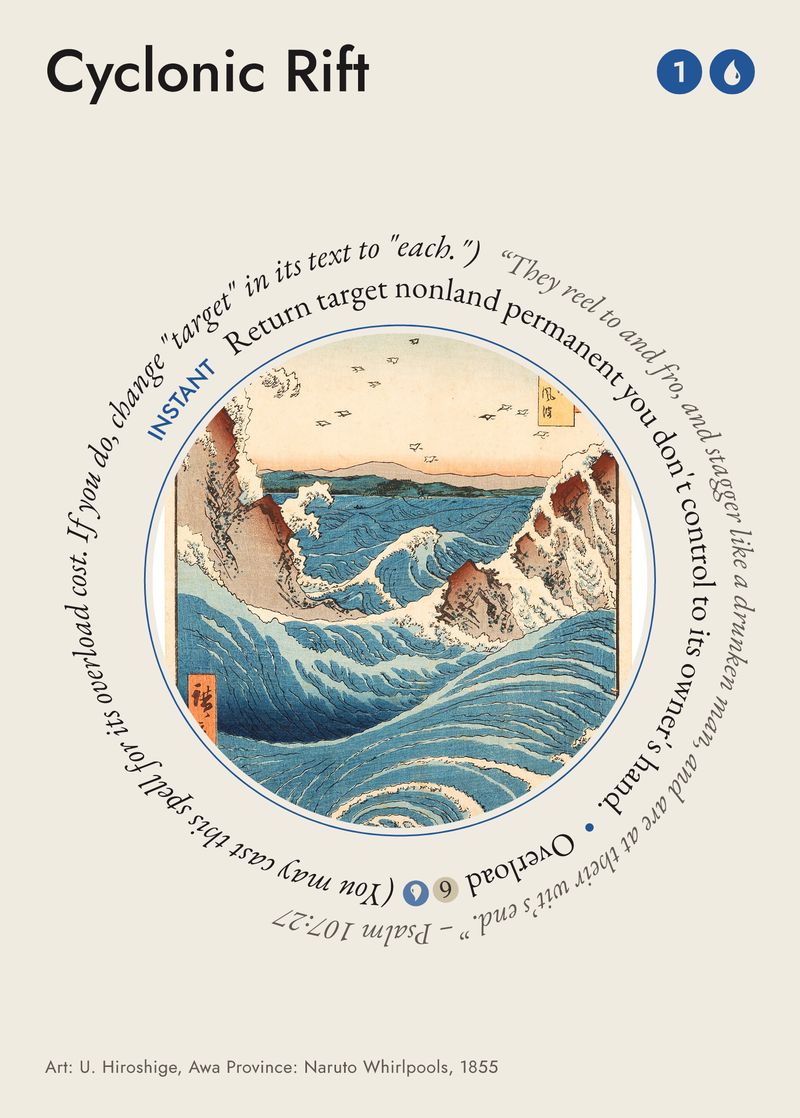 Cyclonic Rift
1
INSTANT Return target nonland permanent you don't control to its owner's hand. • Overload 6 (You may cast this spell for its overload cost. If you do, change "target" in its text to "each.")
“They reel to and fro, and stagger like a drunken man, and are at their wit’s end.” – Psalm 107:27
Art: U. Hiroshige, Awa Province: Naruto Whirlpools, 1855